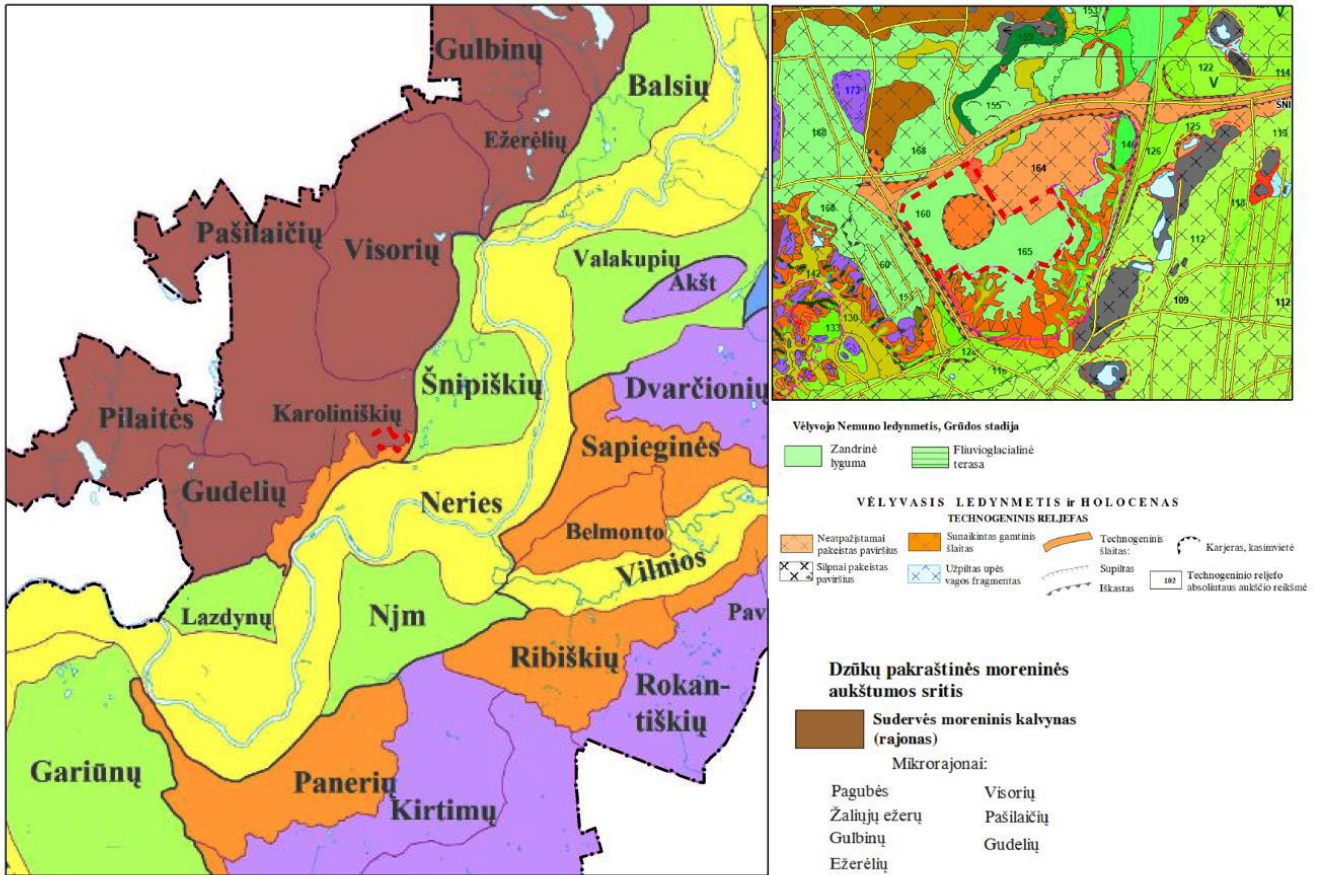 Gulbinų
Balsių
Ežerėlių
Pašilaičių
Visorių
Valakupių
Akšt
Šnipiškių
Dvarčionių
Pilaitės
Karoliniškių
Sapieginės
Gudelių
Neries
Belmonto
Vilnios
Lazdynų
Njm
Pav
Ribiškių
Rokan-
tiškių
Gariūnų
Panerių
Kirtimų
153
159
122
V
114
173
155
SNI
168
168
125
113
126
164
168
160
118
165
112
142
109
112
130
133
116
Vėlyvojo Nemuno ledynmetis, Grūdos stadija
Zandrinė
lyguma
Fliuvioglacialinė
terasa
VĖLYVASIS LEDYNMETIS ir HOLOCENAS
TECHNOGENINIS RELJEFAS
Neatpažįstamai
pakeistas paviršius
Sunaikintas gamtinis
šlaitas
Technogeninis
šlaitas:
Karjeras, kasimvietė
Silpnai pakeistas
paviršius
Užpiltas upės
vagos fragmentas
Supiltas
Iškastas
102
Technogeninio reljefo
absoliutaus aukščio reikšmė
Dzūkų pakraštinės moreninės
aukštumos sritis
Sudervės moreninis kalvynas
(rajonas)
Mikrorajonai:
Pagubės
Visorių
Žaliųjų ežerų
Pašilaičių
Gulbinų
Gudelių
Ežerėlių